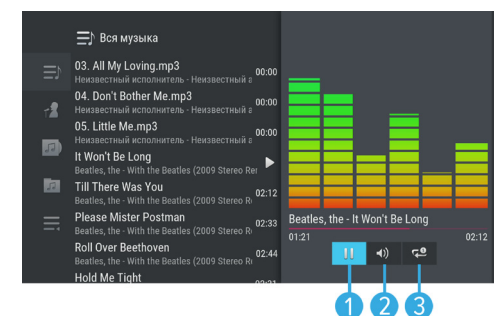 Вся музыка
03. All My Loving.mp3
Неизвестный исполнитель - Неизвестный а
00:00
04. Don't Bother Me.mp3
Неизвестный исполнитель - Неизвестный а
00:00
05. Little Me.mp3
Неизвестный исполнитель - Неизвестный а
00:00
It Won't Be Long
Beatles, the - With the Beatles (2009 Stereo Rer
Till There Was You
Beatles, the - With the Beatles (2009 Stereo R
02:12
Please Mister Postman
Beatles, the - With the Beatles (2009 Stereo R
02:33
Roll Over Beethoven
Beatles, the - With the Beatles (2009 Stereo R
02:44
Hold Me Tight
Beatles, the - It Won't Be Long
01:21
02:12
1 2 3